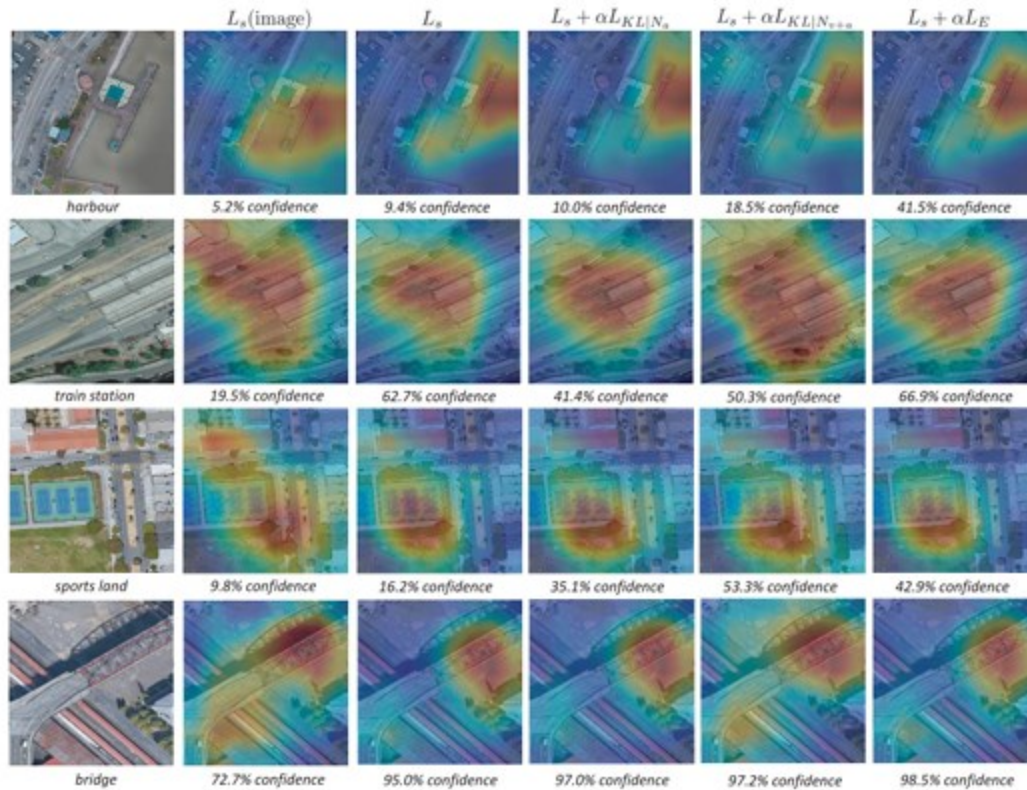 L_s(image) L_s L_s + αL_{KL|N_a} L_s + αL_{KL|N_{v+a}} L_s + αL_E
harbour 5.2% confidence 9.4% confidence 10.0% confidence 18.5% confidence 41.5% confidence
train station 19.5% confidence 62.7% confidence 41.4% confidence 50.3% confidence 66.9% confidence
sports land 9.8% confidence 16.2% confidence 35.1% confidence 53.3% confidence 42.9% confidence
bridge 72.7% confidence 95.0% confidence 97.0% confidence 97.2% confidence 98.5% confidence